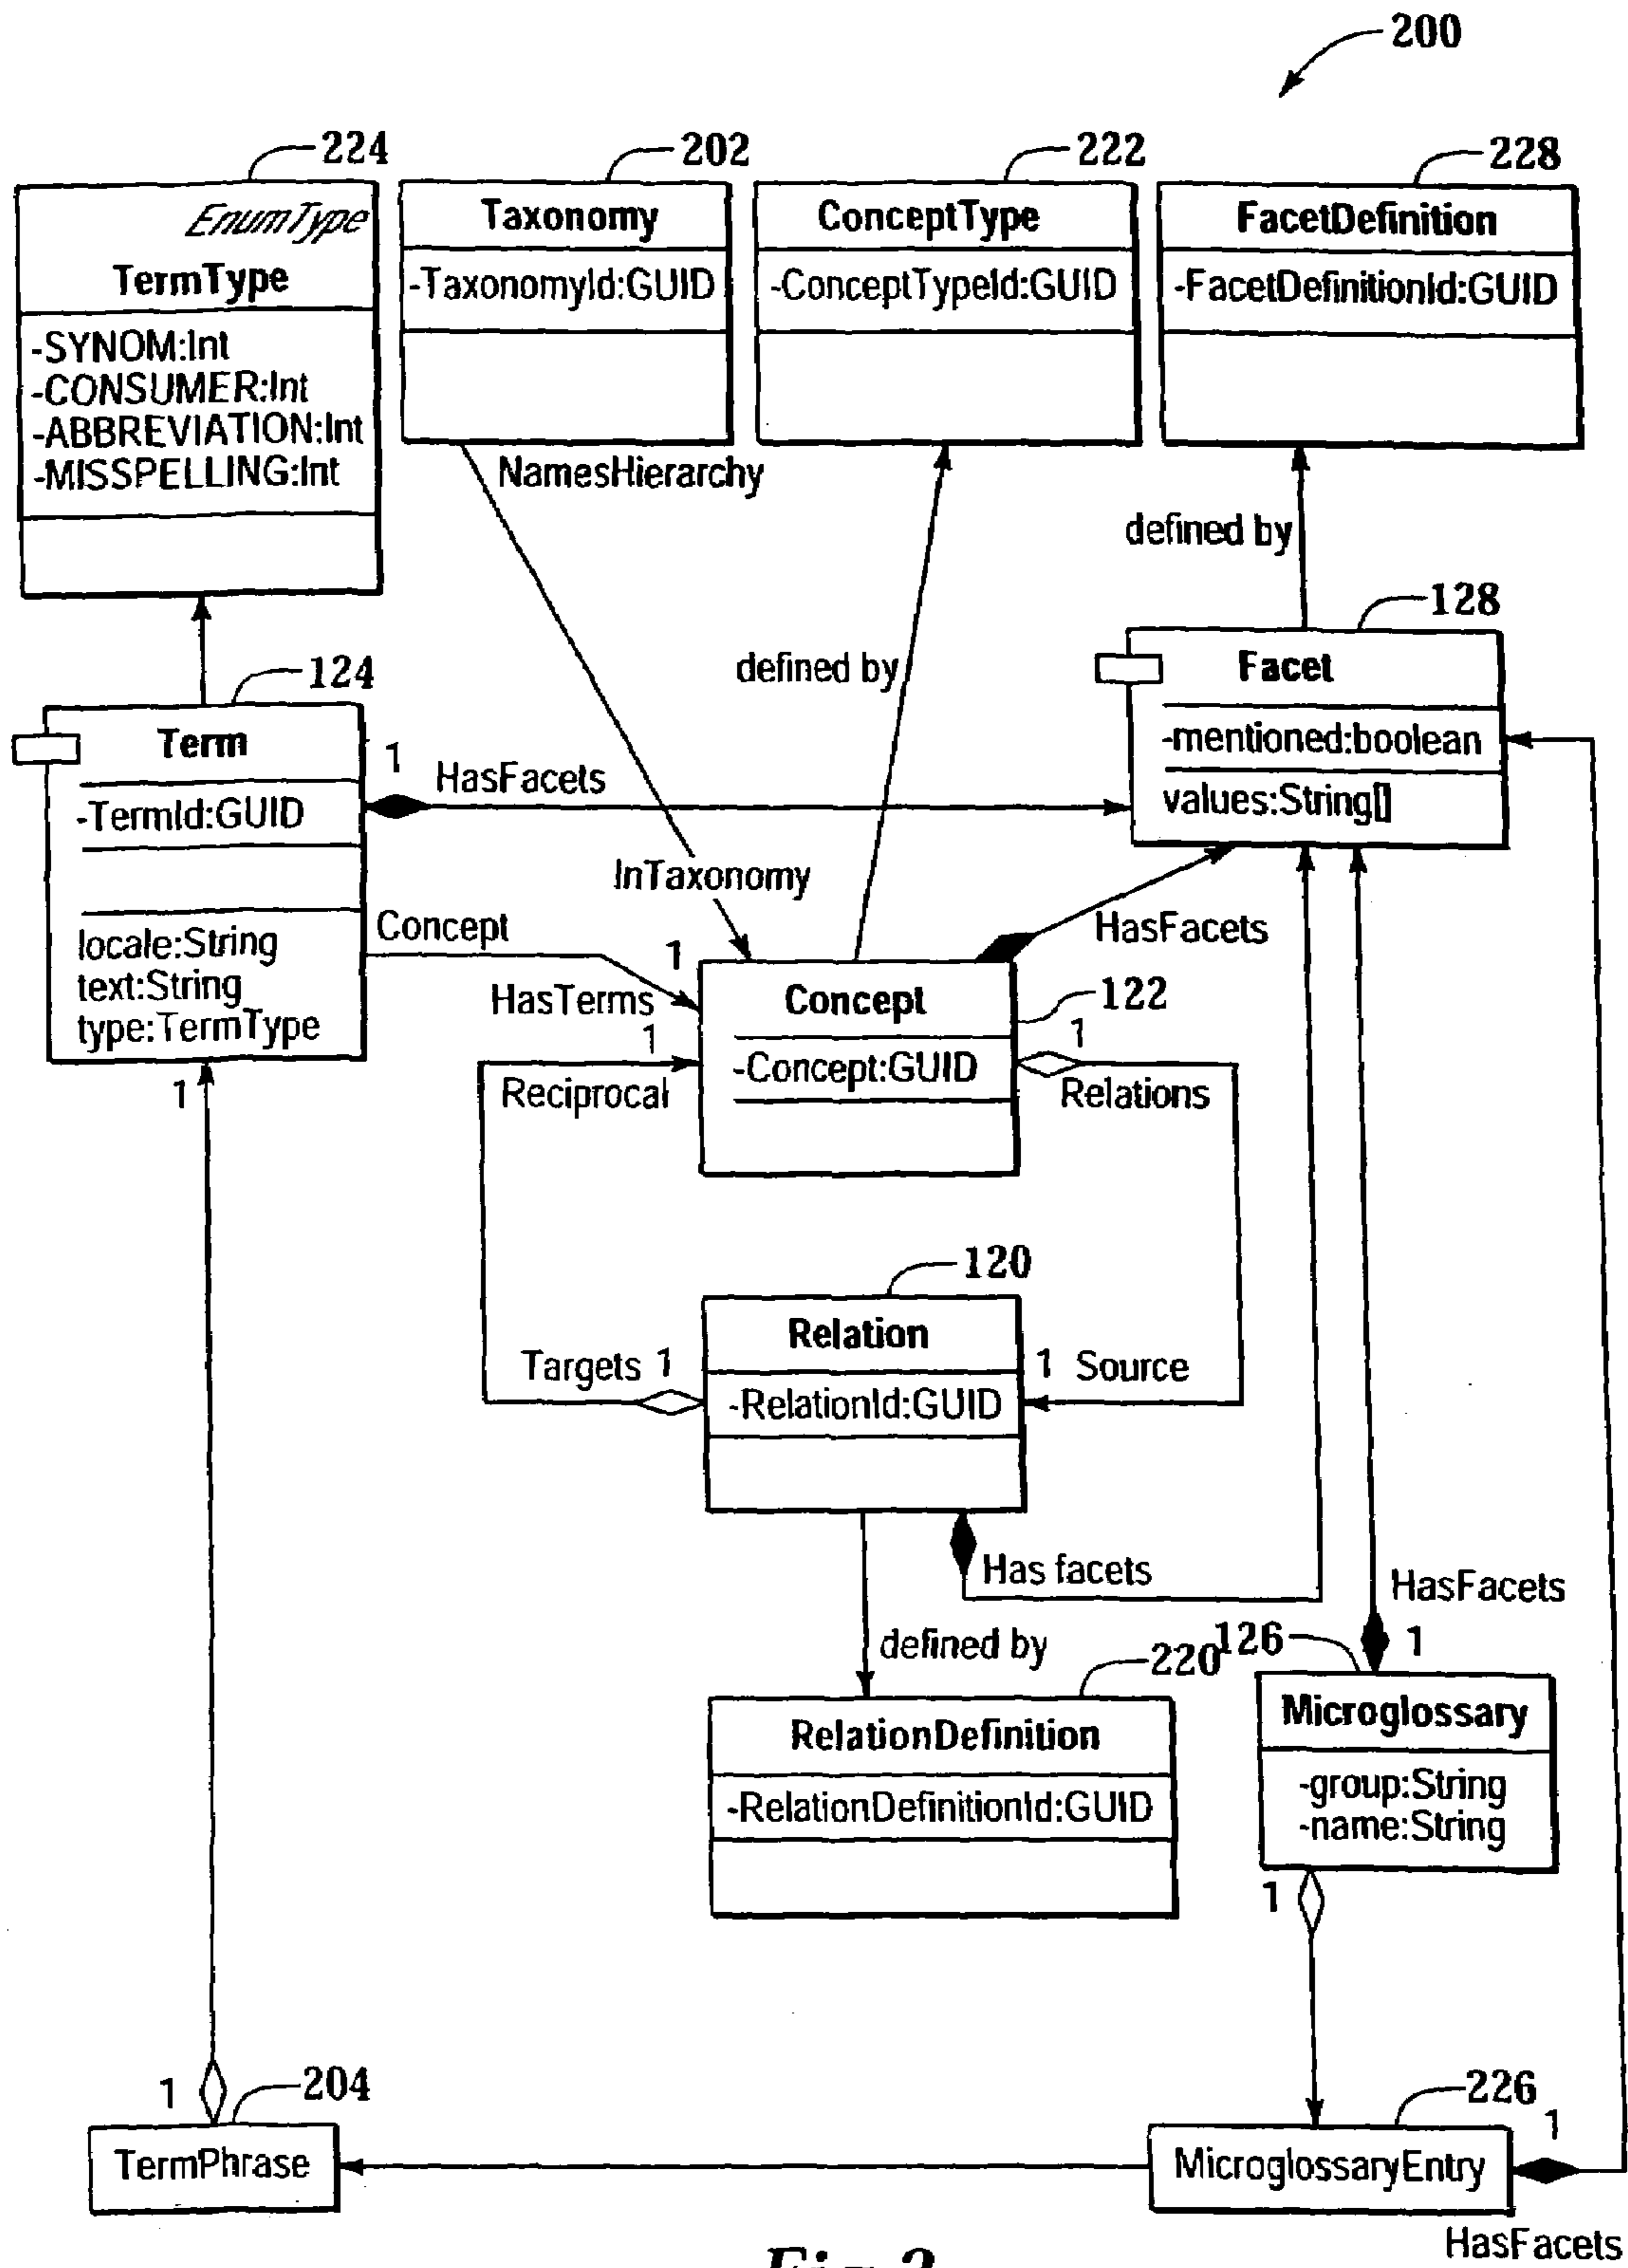 200
224
202
222
228
EnumType
TermType
-SYNOM:Int
-CONSUMER:Int
-ABBREVIATION:Int
-MISSPELLING:Int
Taxonomy
-TaxonomyId:GUID
ConceptType
-ConceptTypeId:GUID
FacetDefinition
-FacetDefinitionId:GUID
NamesHierarchy
defined by
defined by
128
Facet
-mentioned:boolean
values:String[]
124
Term
-TermId:GUID
locale:String
text:String
type:TermType
1
HasFacets
InTaxonomy
HasFacets
Concept
1
HasTerms
122
Concept
-Concept:GUID
1
Reciprocal
1
Relations
1
120
Relation
-RelationId:GUID
Targets 1
1 Source
Has facets
HasFacets
defined by
220
126
1
RelationDefinition
-RelationDefinitionId:GUID
Microglossary
-group:String
-name:String
1
1
204
TermPhrase
226
1
MicroglossaryEntry
HasFacets